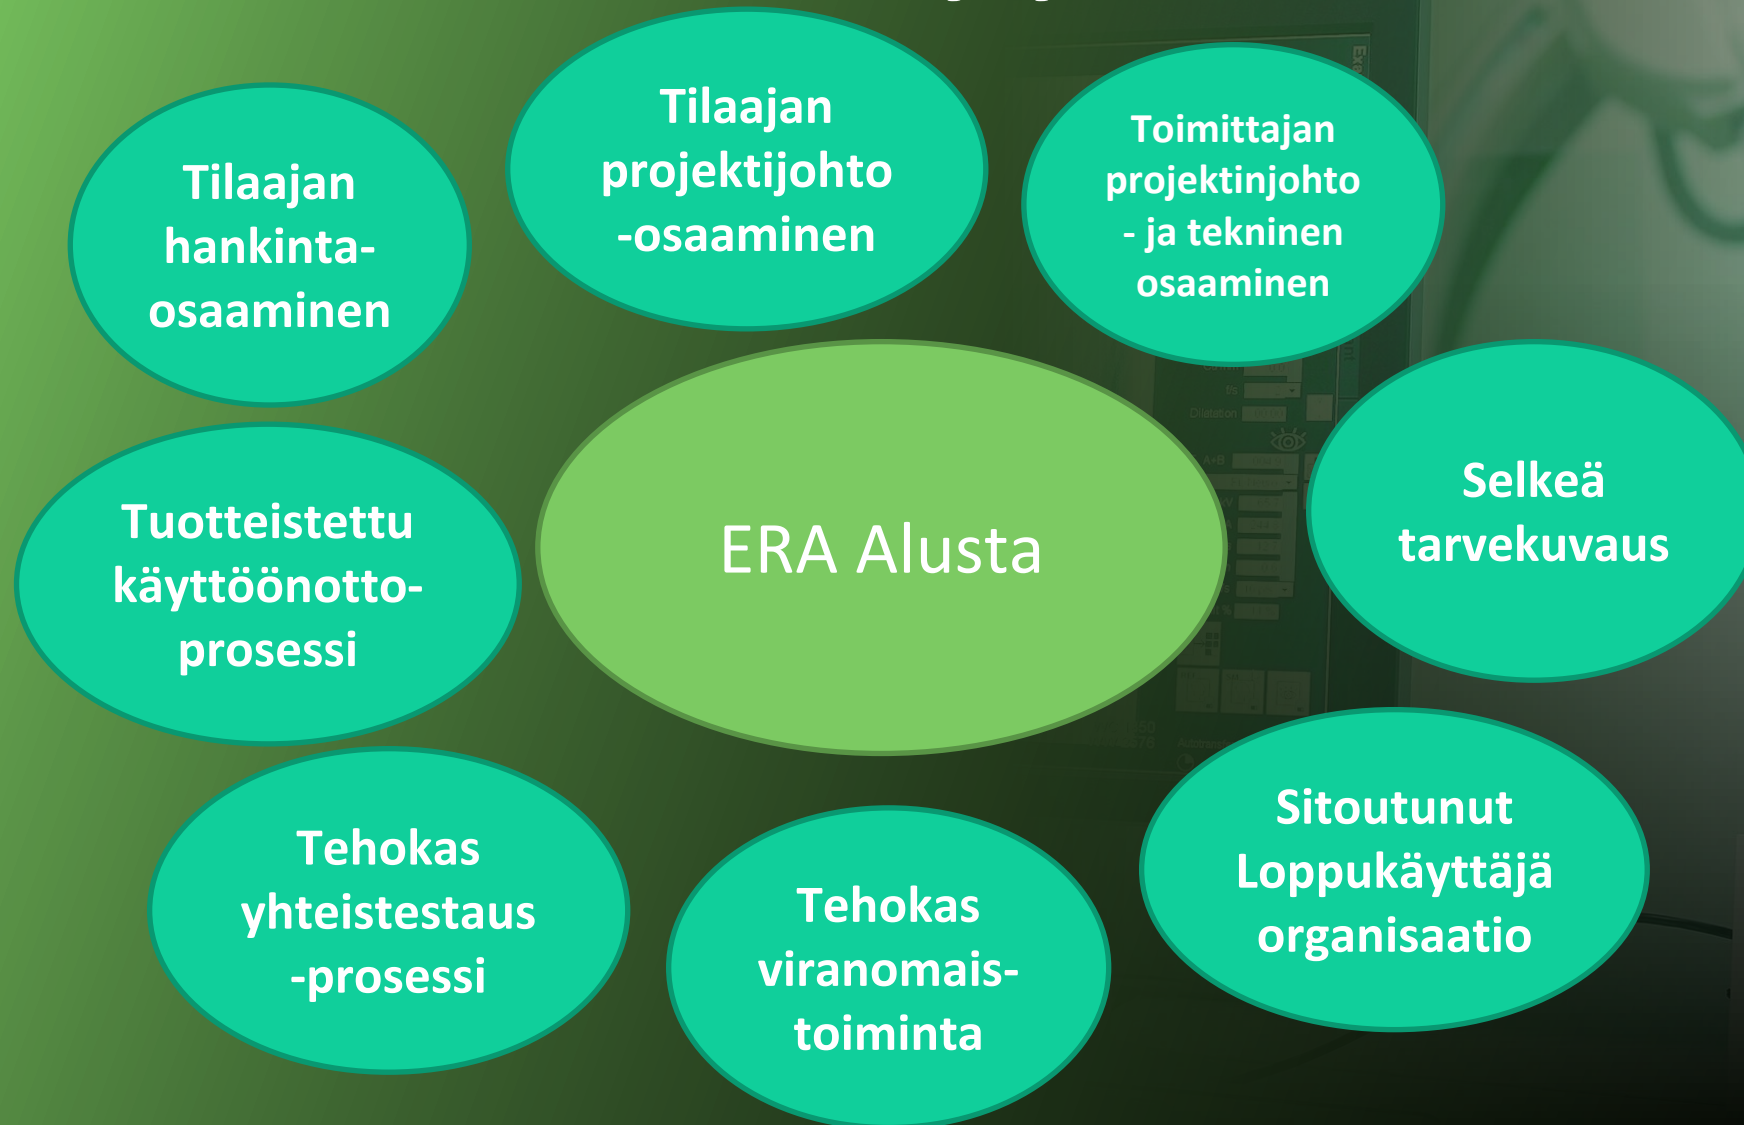 Tilaajan
hankinta-
osaaminen
Tilaajan
projektijohto
-osaaminen
Toimittajan
projektinjohto
- ja tekninen
osaaminen
ERA Alusta
Selkeä
tarvekuvaus
Tuotteistettu
käyttöönotto-
prosessi
Sitoutunut
Loppukäyttäjä
organisaatio
Tehokas
yhteistestaus
-prosessi
Tehokas
viranomais-
toiminta
Dilatation
A+B